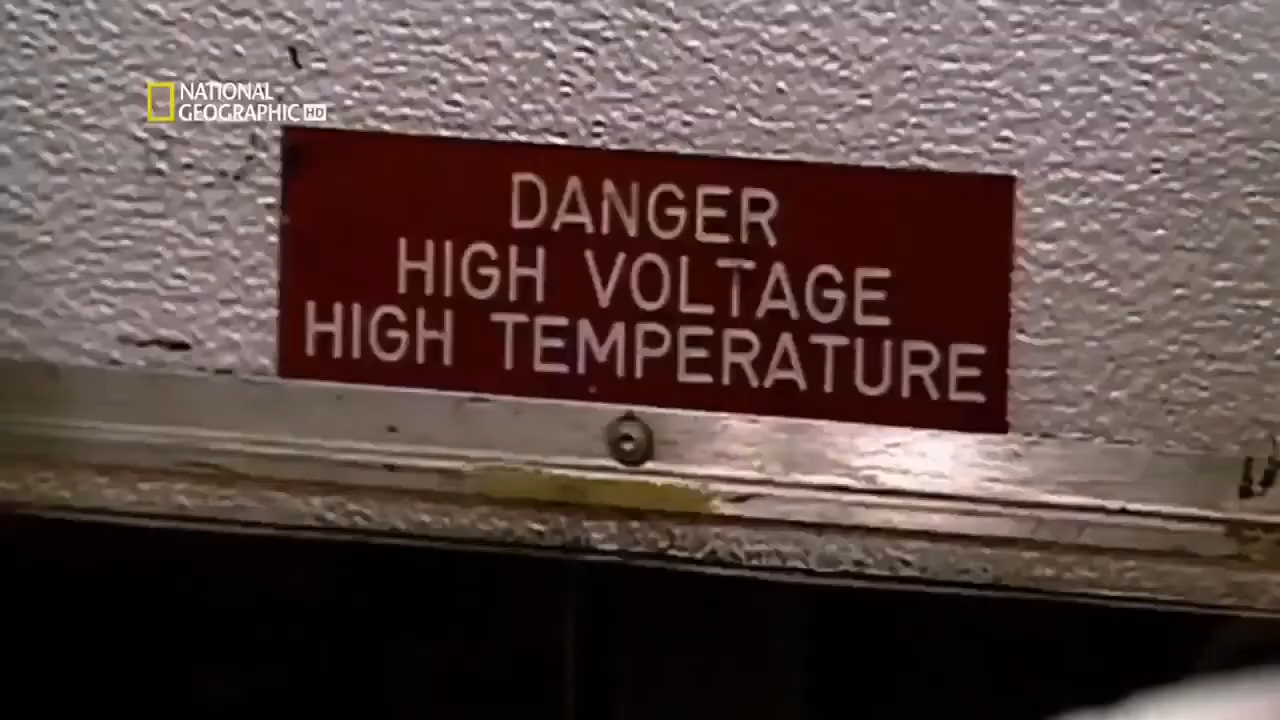 NATIONAL
GEOGRAPHIC HD
DANGER
HIGH VOLTAGE
HIGH TEMPERATURE